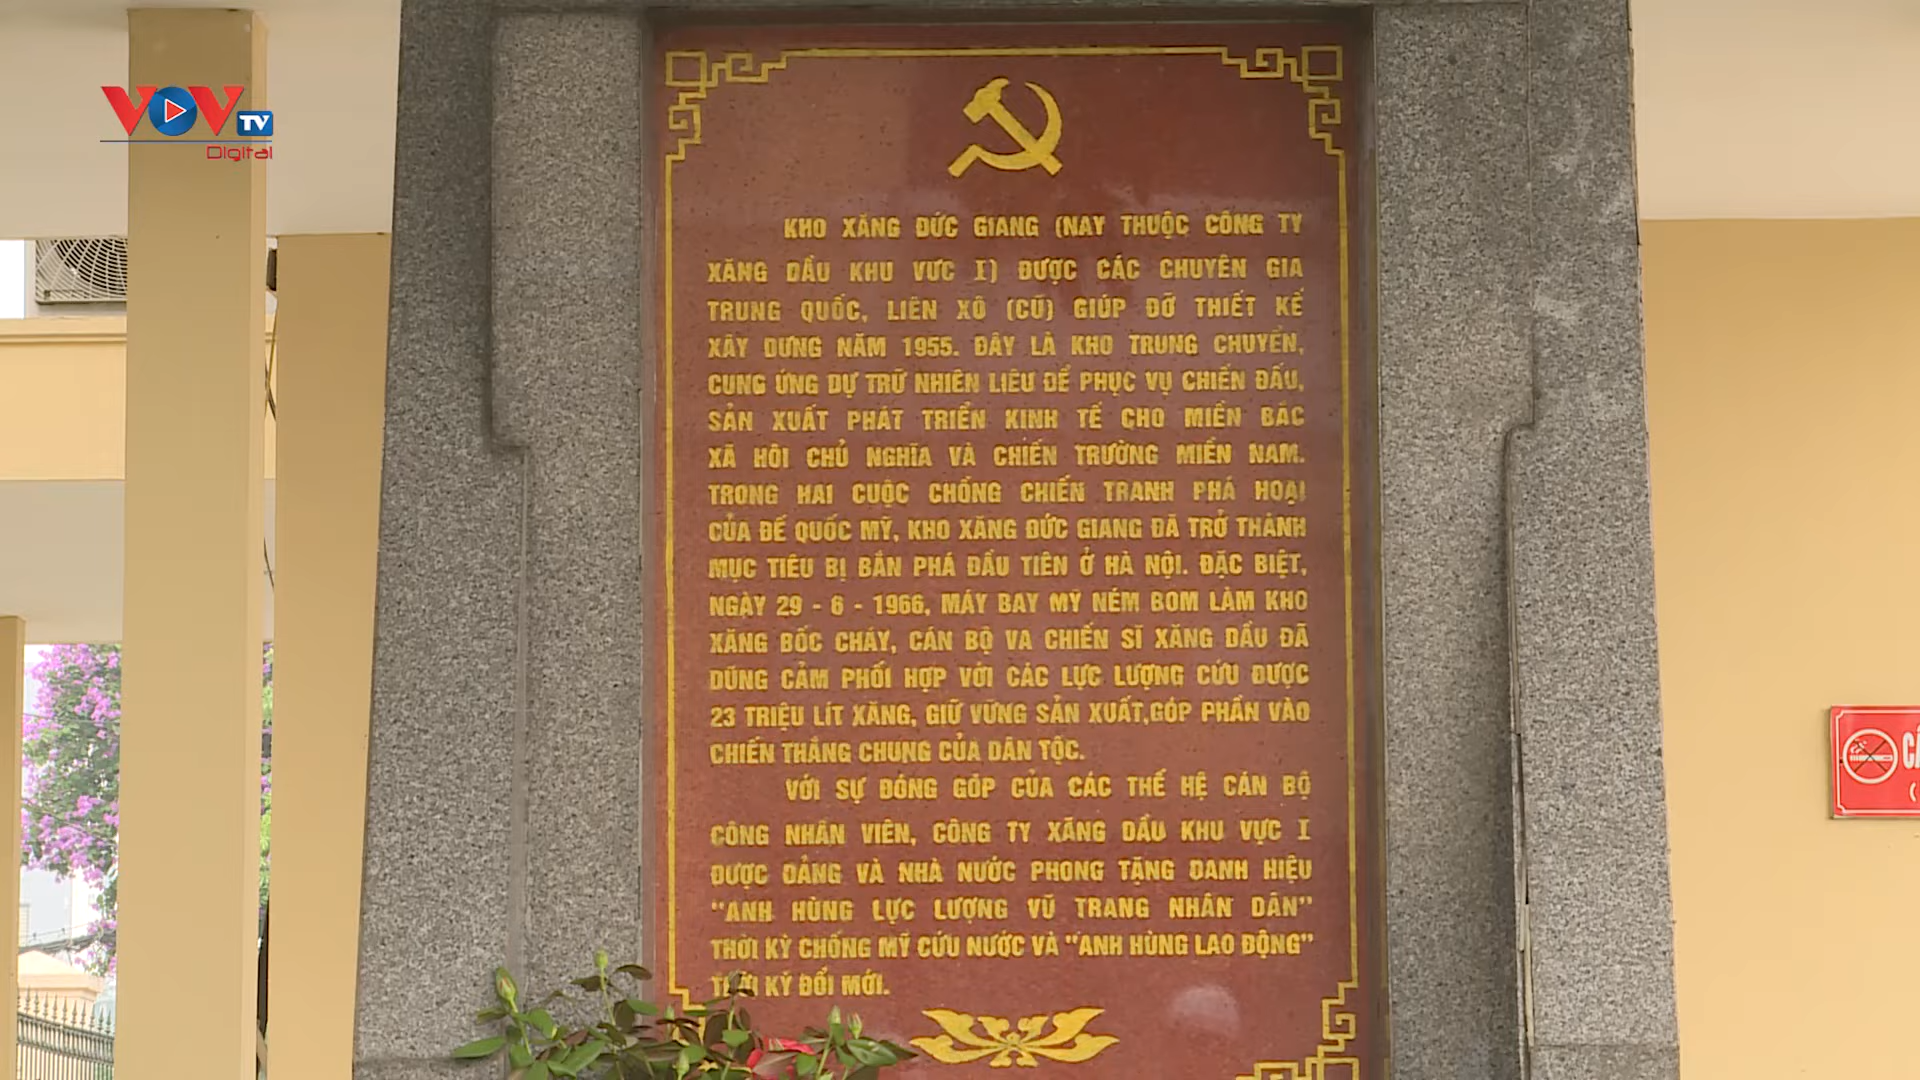 VOV TV
Digital
KHO XĂNG ĐỨC GIANG (NAY THUỘC CÔNG TY
XĂNG DẦU KHU VỰC I) ĐƯỢC CÁC CHUYÊN GIA
TRUNG QUỐC, LIÊN XÔ (CŨ) GIÚP ĐỠ THIẾT KẾ
XÂY DỰNG NĂM 1955. ĐÂY LÀ KHO TRUNG CHUYỂN,
CUNG ỨNG DỰ TRỮ NHIÊN LIỆU ĐỂ PHỤC VỤ CHIẾN ĐẤU,
SẢN XUẤT PHÁT TRIỂN KINH TẾ CHO MIỀN BẮC
XÃ HỘI CHỦ NGHĨA VÀ CHIẾN TRƯỜNG MIỀN NAM.
TRONG HAI CUỘC CHỐNG CHIẾN TRANH PHÁ HOẠI
CỦA ĐẾ QUỐC MỸ, KHO XĂNG ĐỨC GIANG ĐÃ TRỞ THÀNH
MỤC TIÊU BỊ BẮN PHÁ ĐẦU TIÊN Ở HÀ NỘI. ĐẶC BIỆT,
NGÀY 29 - 6 - 1966, MÁY BAY MỸ NÉM BOM LÀM KHO
XĂNG BỐC CHÁY, CÁN BỘ VÀ CHIẾN SĨ XĂNG DẦU ĐÃ
DŨNG CẢM PHỐI HỢP VỚI CÁC LỰC LƯỢNG CỨU ĐƯỢC
23 TRIỆU LÍT XĂNG, GIỮ VỮNG SẢN XUẤT,GÓP PHẦN VÀO
CHIẾN THẮNG CHUNG CỦA DÂN TỘC.
VỚI SỰ ĐÓNG GÓP CỦA CÁC THẾ HỆ CÁN BỘ
CÔNG NHÂN VIÊN, CÔNG TY XĂNG DẦU KHU VỰC I
ĐƯỢC ĐẢNG VÀ NHÀ NƯỚC PHONG TẶNG DANH HIỆU
"ANH HÙNG LỰC LƯỢNG VŨ TRANG NHÂN DÂN"
THỜI KỲ CHỐNG MỸ CỨU NƯỚC VÀ "ANH HÙNG LAO ĐỘNG"
THỜI KỲ ĐỔI MỚI.